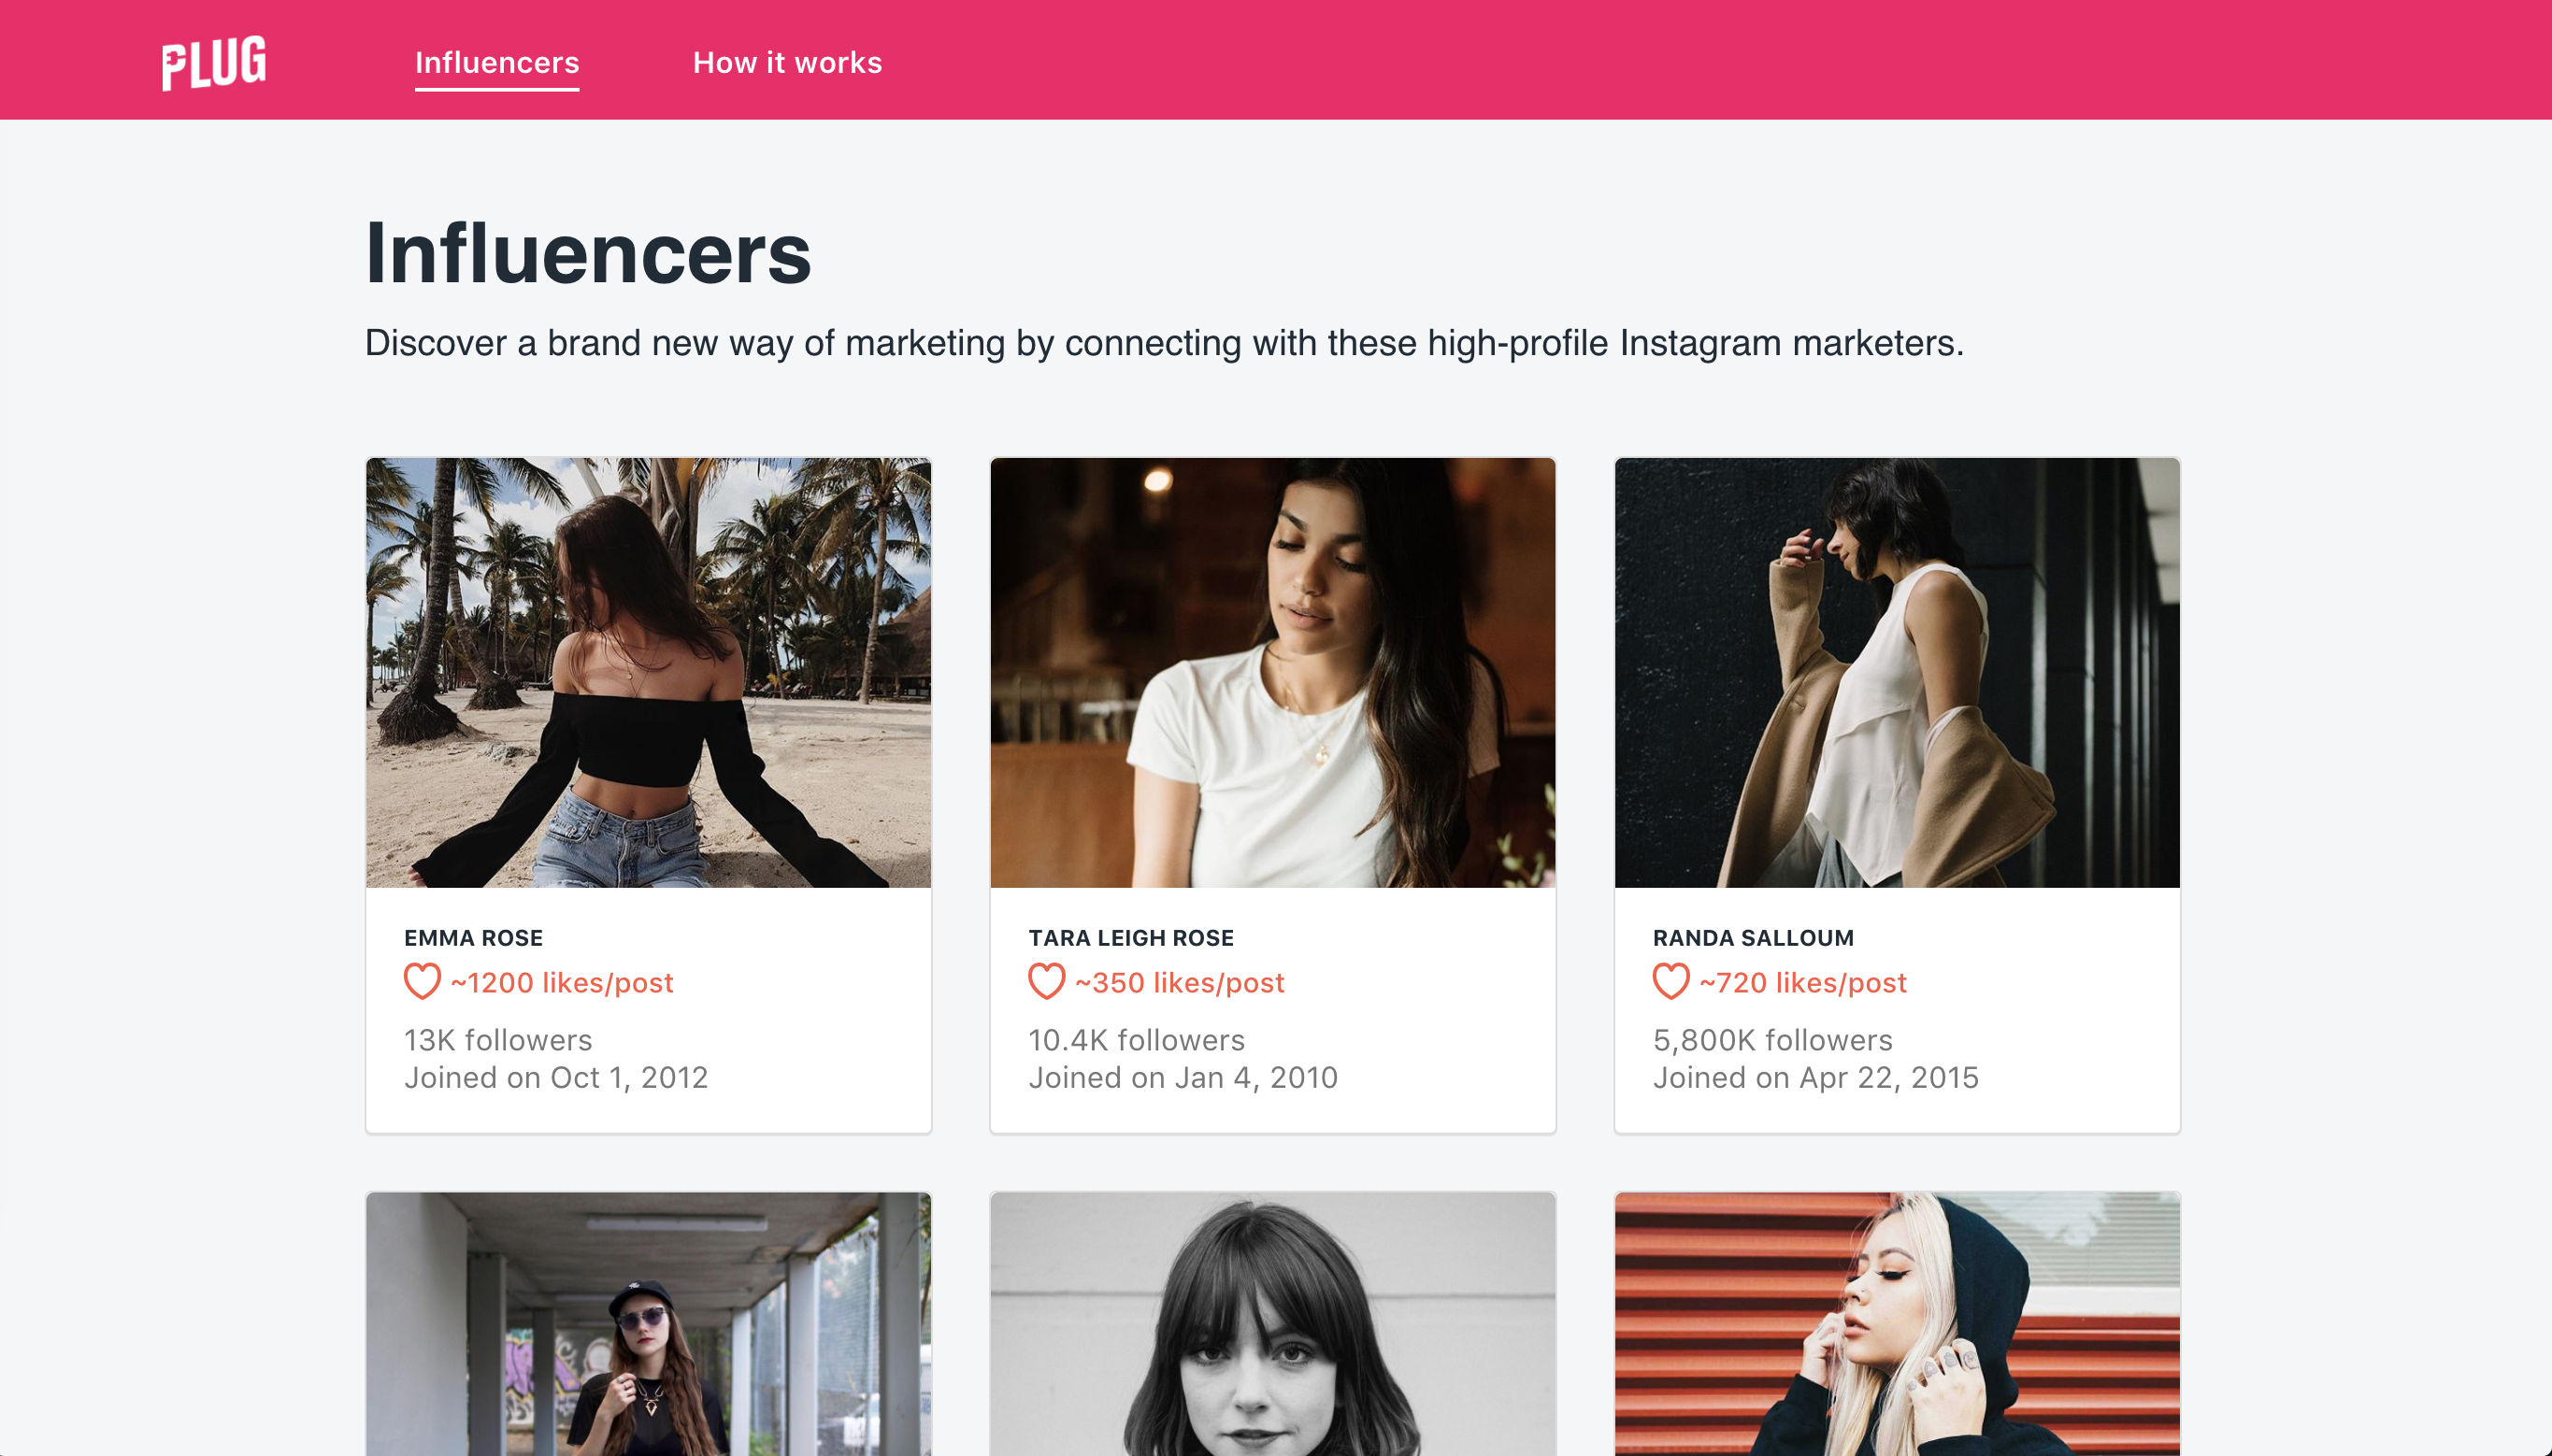 PLUG
Influencers
How it works
Influencers
Discover a brand new way of marketing by connecting with these high-profile Instagram marketers.
EMMA ROSE
~1200 likes/post
13K followers
Joined on Oct 1, 2012
TARA LEIGH ROSE
~350 likes/post
10.4K followers
Joined on Jan 4, 2010
RANDA SALLOUM
~720 likes/post
5,800K followers
Joined on Apr 22, 2015